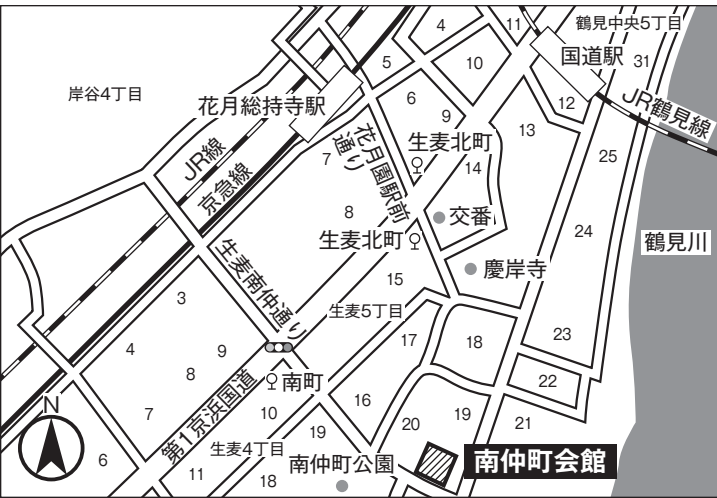 鶴見中央5丁目
4
11
国道駅
5
10
31
岸谷4丁目
花月総持寺駅
6
9
12
JR鶴見線
生麦北町
13
花月園駅前
通り
7
14
25
JR線
京急線
8
交番
24
生麦北町
鶴見川
慶岸寺
15
生麦南仲通り
3
生麦5丁目
23
4
9
17
18
8
南町
22
第1京浜国道
16
10
7
20
19
21
N
19
生麦4丁目
6
南仲町公園
南仲町会館
11
18